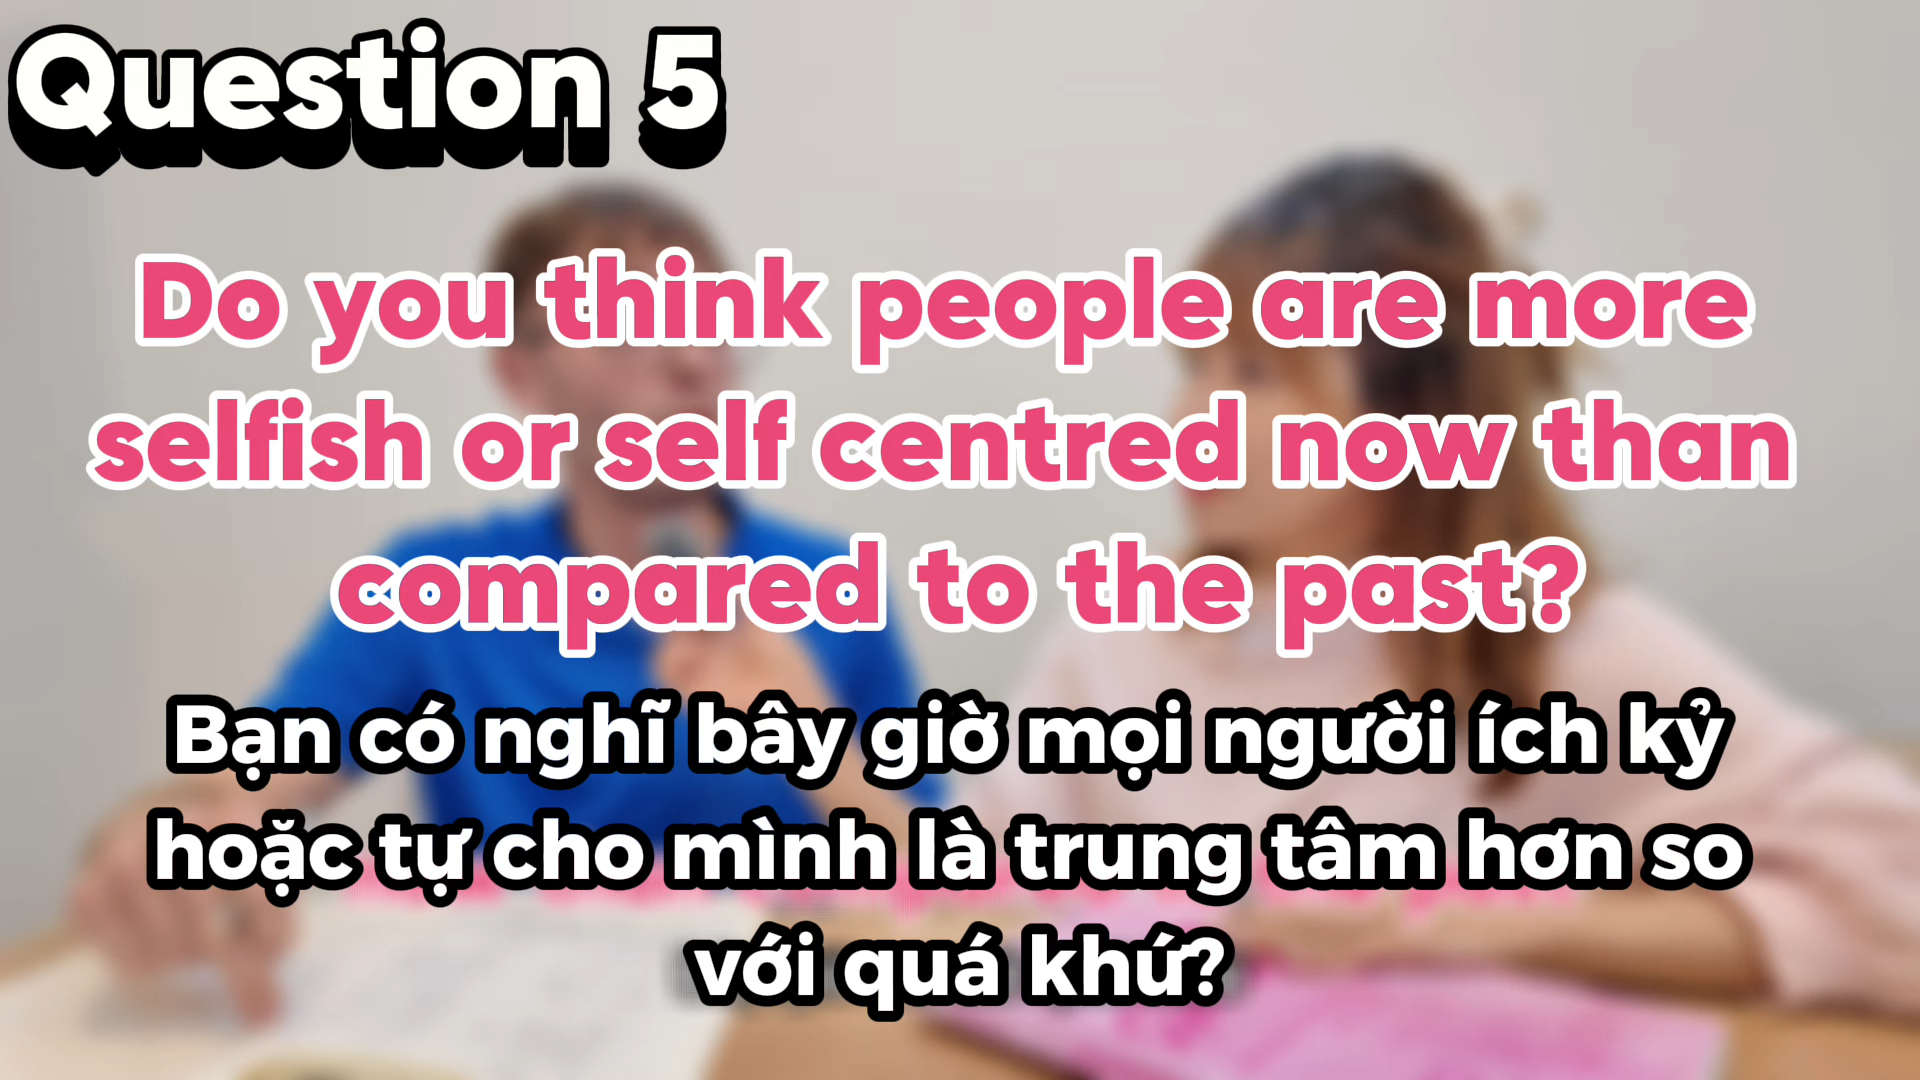 Question 5
Do you think people are more
selfish or self centred now than
compared to the past?
Bạn có nghĩ bây giờ mọi người ích kỷ
hoặc tự cho mình là trung tâm hơn so
với quá khứ?